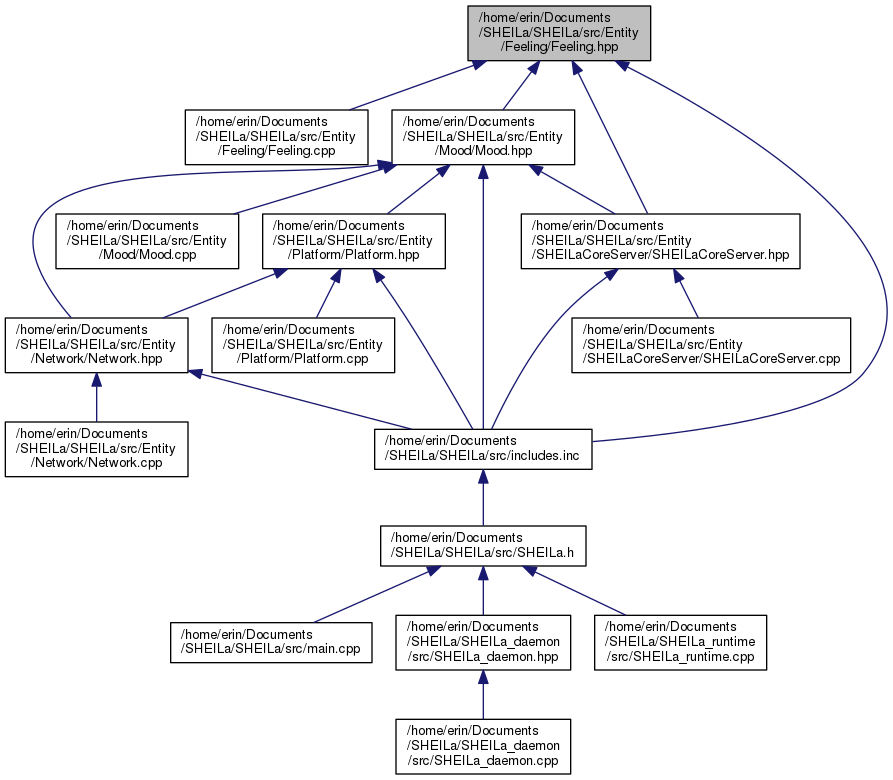 /home/erin/Documents
/SHEILa/SHEILa/src/Entity
/Feeling/Feeling.hpp
/home/erin/Documents
/SHEILa/SHEILa/src/Entity
/Feeling/Feeling.cpp
/home/erin/Documents
/SHEILa/SHEILa/src/Entity
/Mood/Mood.hpp
/home/erin/Documents
/SHEILa/SHEILa/src/Entity
/Mood/Mood.cpp
/home/erin/Documents
/SHEILa/SHEILa/src/Entity
/Platform/Platform.hpp
/home/erin/Documents
/SHEILa/SHEILa/src/Entity
/SHEILaCoreServer/SHEILaCoreServer.hpp
/home/erin/Documents
/SHEILa/SHEILa/src/Entity
/Network/Network.hpp
/home/erin/Documents
/SHEILa/SHEILa/src/Entity
/Platform/Platform.cpp
/home/erin/Documents
/SHEILa/SHEILa/src/Entity
/SHEILaCoreServer/SHEILaCoreServer.cpp
/home/erin/Documents
/SHEILa/SHEILa/src/Entity
/Network/Network.cpp
/home/erin/Documents
/SHEILa/SHEILa/src/includes.inc
/home/erin/Documents
/SHEILa/SHEILa/src/SHEILa.h
/home/erin/Documents
/SHEILa/SHEILa/src/main.cpp
/home/erin/Documents
/SHEILa/SHEILa_daemon
/src/SHEILa_daemon.hpp
/home/erin/Documents
/SHEILa/SHEILa_runtime
/src/SHEILa_runtime.cpp
/home/erin/Documents
/SHEILa/SHEILa_daemon
/src/SHEILa_daemon.cpp